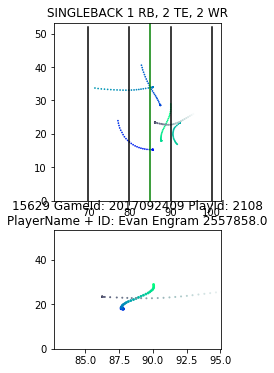 SINGLEBACK 1 RB, 2 TE, 2 WR
50
40
30
20
10
0
70 80 90 100
15629 GameId: 2017092409 PlayId: 2108
PlayerName + ID: Evan Engram 2557858.0
40
20
0
85.0 87.5 90.0 92.5 95.0